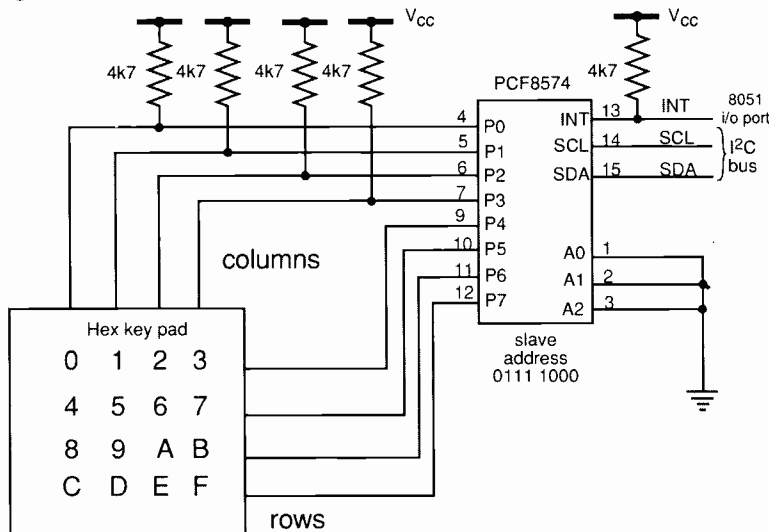 VCC
VCC
4k7 4k7 4k7 4k7
4k7
PCF8574
4 P0
5 P1
6 P2
7 P3
9 P4
10 P5
11 P6
12 P7
INT 13 INT
SCL 14 SCL
SDA 15 SDA
8051
i/o port
I²C
bus
A0 1
A1 2
A2 3
slave
address
0111 1000
columns
Hex key pad
0 1 2 3
4 5 6 7
8 9 A B
C D E F
rows